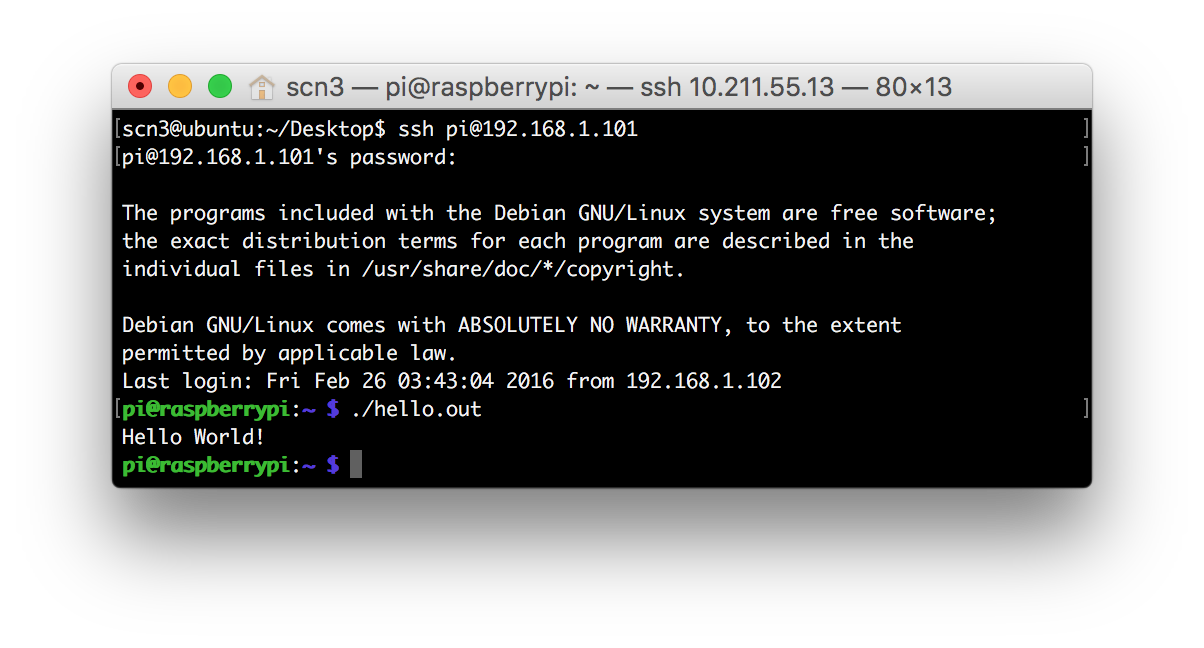 scn3 — pi@raspberrypi: ~ — ssh 10.211.55.13 — 80×13
[scn3@ubuntu:~/Desktop$ ssh pi@192.168.1.101 ]
[pi@192.168.1.101's password: ]
The programs included with the Debian GNU/Linux system are free software;
the exact distribution terms for each program are described in the
individual files in /usr/share/doc/*/copyright.
Debian GNU/Linux comes with ABSOLUTELY NO WARRANTY, to the extent
permitted by applicable law.
Last login: Fri Feb 26 03:43:04 2016 from 192.168.1.102
[pi@raspberrypi:~ $ ./hello.out ]
Hello World!
pi@raspberrypi:~ $